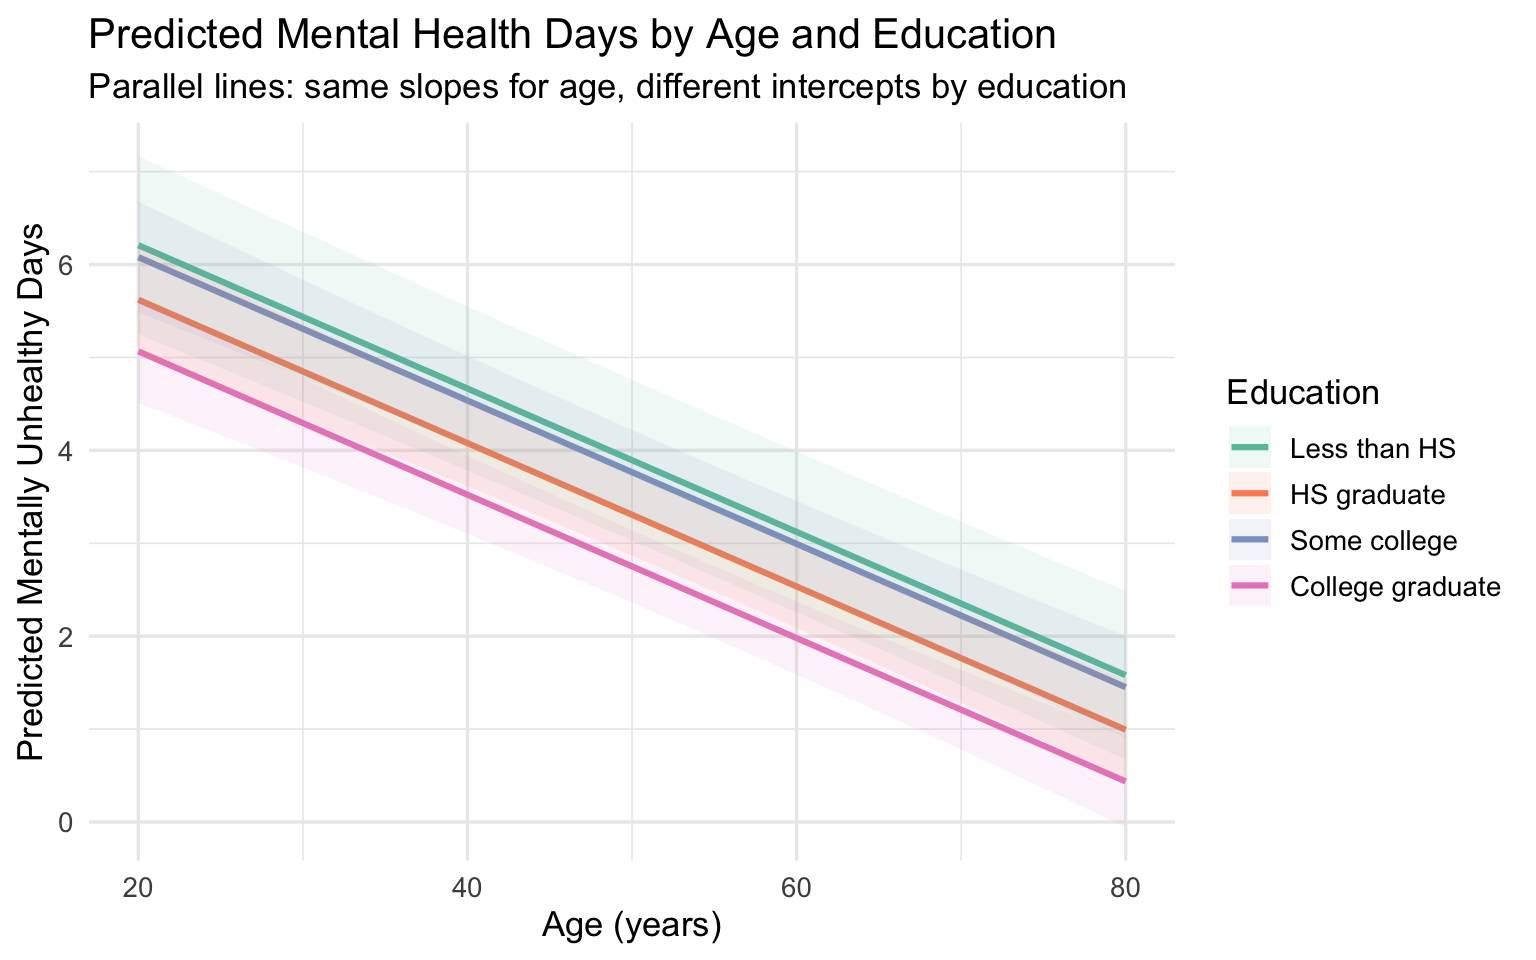 Predicted Mental Health Days by Age and Education
Parallel lines: same slopes for age, different intercepts by education
Predicted Mentally Unhealthy Days
6
4
2
0
20
40
60
80
Age (years)
Education
Less than HS
HS graduate
Some college
College graduate